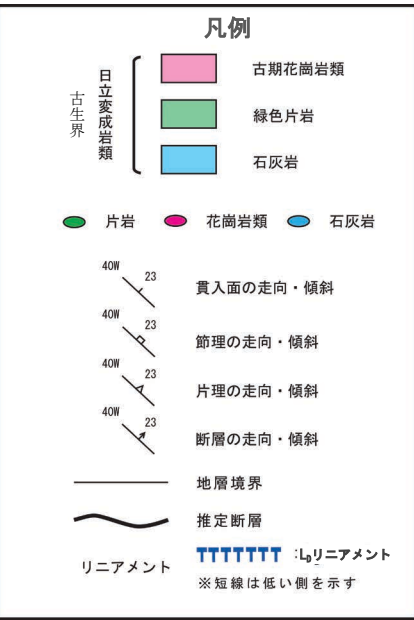 凡例
古生界
日立変成岩類
古期花崗岩類
緑色片岩
石灰岩
片岩 花崗岩類 石灰岩
40W 23 貫入面の走向・傾斜
40W 23 節理の走向・傾斜
40W 23 片理の走向・傾斜
40W 23 断層の走向・傾斜
地層境界
推定断層
リニアメント :LDリニアメント
※短線は低い側を示す